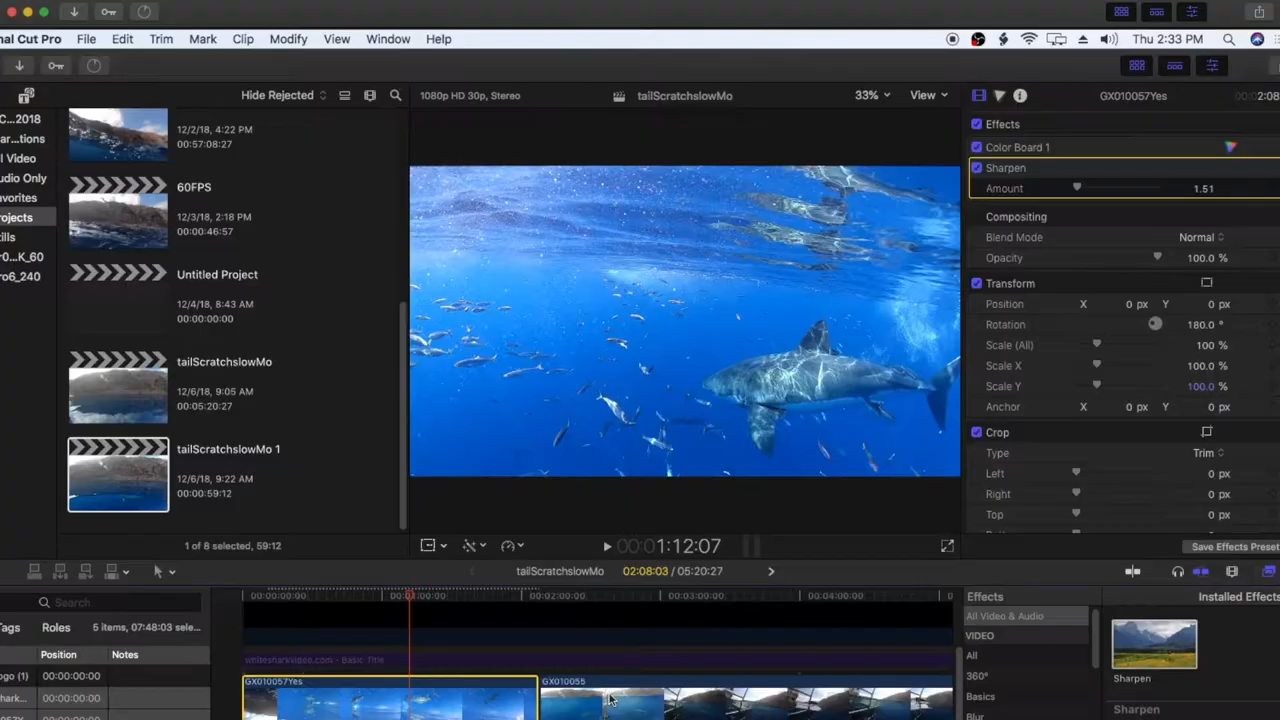 nal Cut Pro File Edit Trim Mark Clip Modify View Window Help Thu 2:33 PM
Hide Rejected 1080p HD 30p, Stereo tailScratchslowMo 33% View GX010057Yes 2:08
C...2018
ar...tions
l Video
udio Only
avorites
rojects
ills
r0...K_60
ro6_240
12/2/18, 4:22 PM
00:57:08:27
60FPS
12/3/18, 2:18 PM
00:00:46:57
Untitled Project
12/4/18, 8:43 AM
00:00:00:00
tailScratchslowMo
12/6/18, 9:05 AM
00:05:20:27
tailScratchslowMo 1
12/6/18, 9:22 AM
00:00:59:12
1 of 8 selected, 59:12
1:12:07
Effects
Color Board 1
Sharpen
Amount 1.51
Compositing
Blend Mode Normal
Opacity 100.0 %
Transform
Position X 0 px Y 0 px
Rotation 180.0 °
Scale (All) 100 %
Scale X 100.0 %
Scale Y 100.0 %
Anchor X 0 px Y 0 px
Crop
Type Trim
Left 0 px
Right 0 px
Top 0 px
Save Effects Preset
tailScratchslowMo 02:08:03 / 05:20:27
Search
ags Roles 5 items, 07:48:03 sele...
Position Notes
ogo (1) 00:00:00:00
hark... 00:00:00:00
00:00:00:00
00:00:00:00 00:02:00:00 00:03:00:00 00:04:00:00
whitesharkvideo.com - Basic Title
GX010057Yes GX010055
Effects Installed Effects
All Video & Audio
VIDEO
All
360°
Basics
Blur
Sharpen
Sharpen